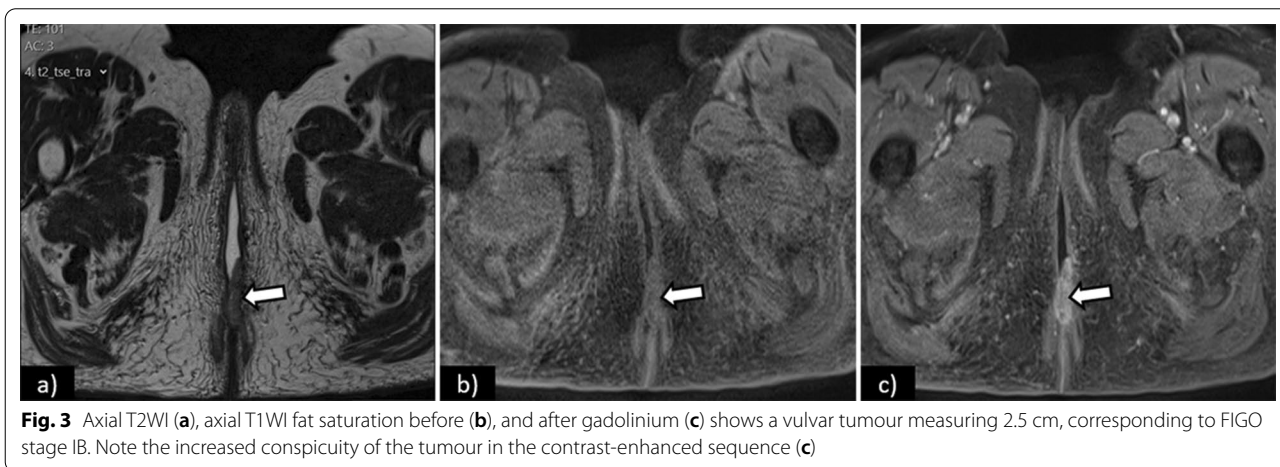 TE: 101
AC: 3
4. t2_tse_tra
a)
b)
c)
Fig. 3 Axial T2WI (a), axial T1WI fat saturation before (b), and after gadolinium (c) shows a vulvar tumour measuring 2.5 cm, corresponding to FIGO
stage IB. Note the increased conspicuity of the tumour in the contrast-enhanced sequence (c)